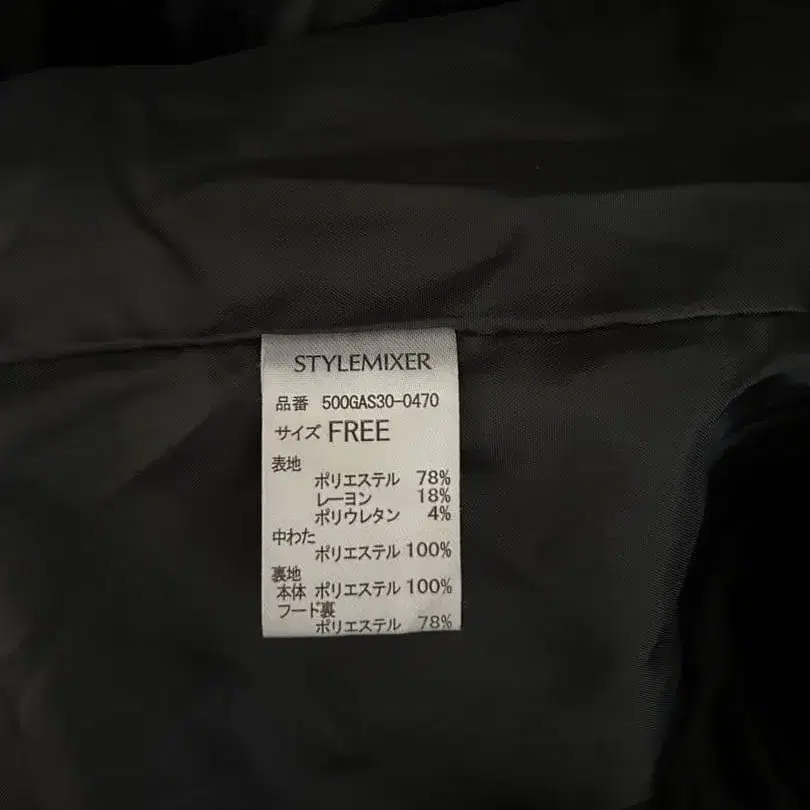 STYLEMIXER
品番 500GAS30-0470
サイズ FREE
表地
ポリエステル 78%
レーヨン 18%
ポリウレタン 4%
中わた
ポリエステル 100%
裏地
本体 ポリエステル 100%
フード裏
ポリエステル 78%